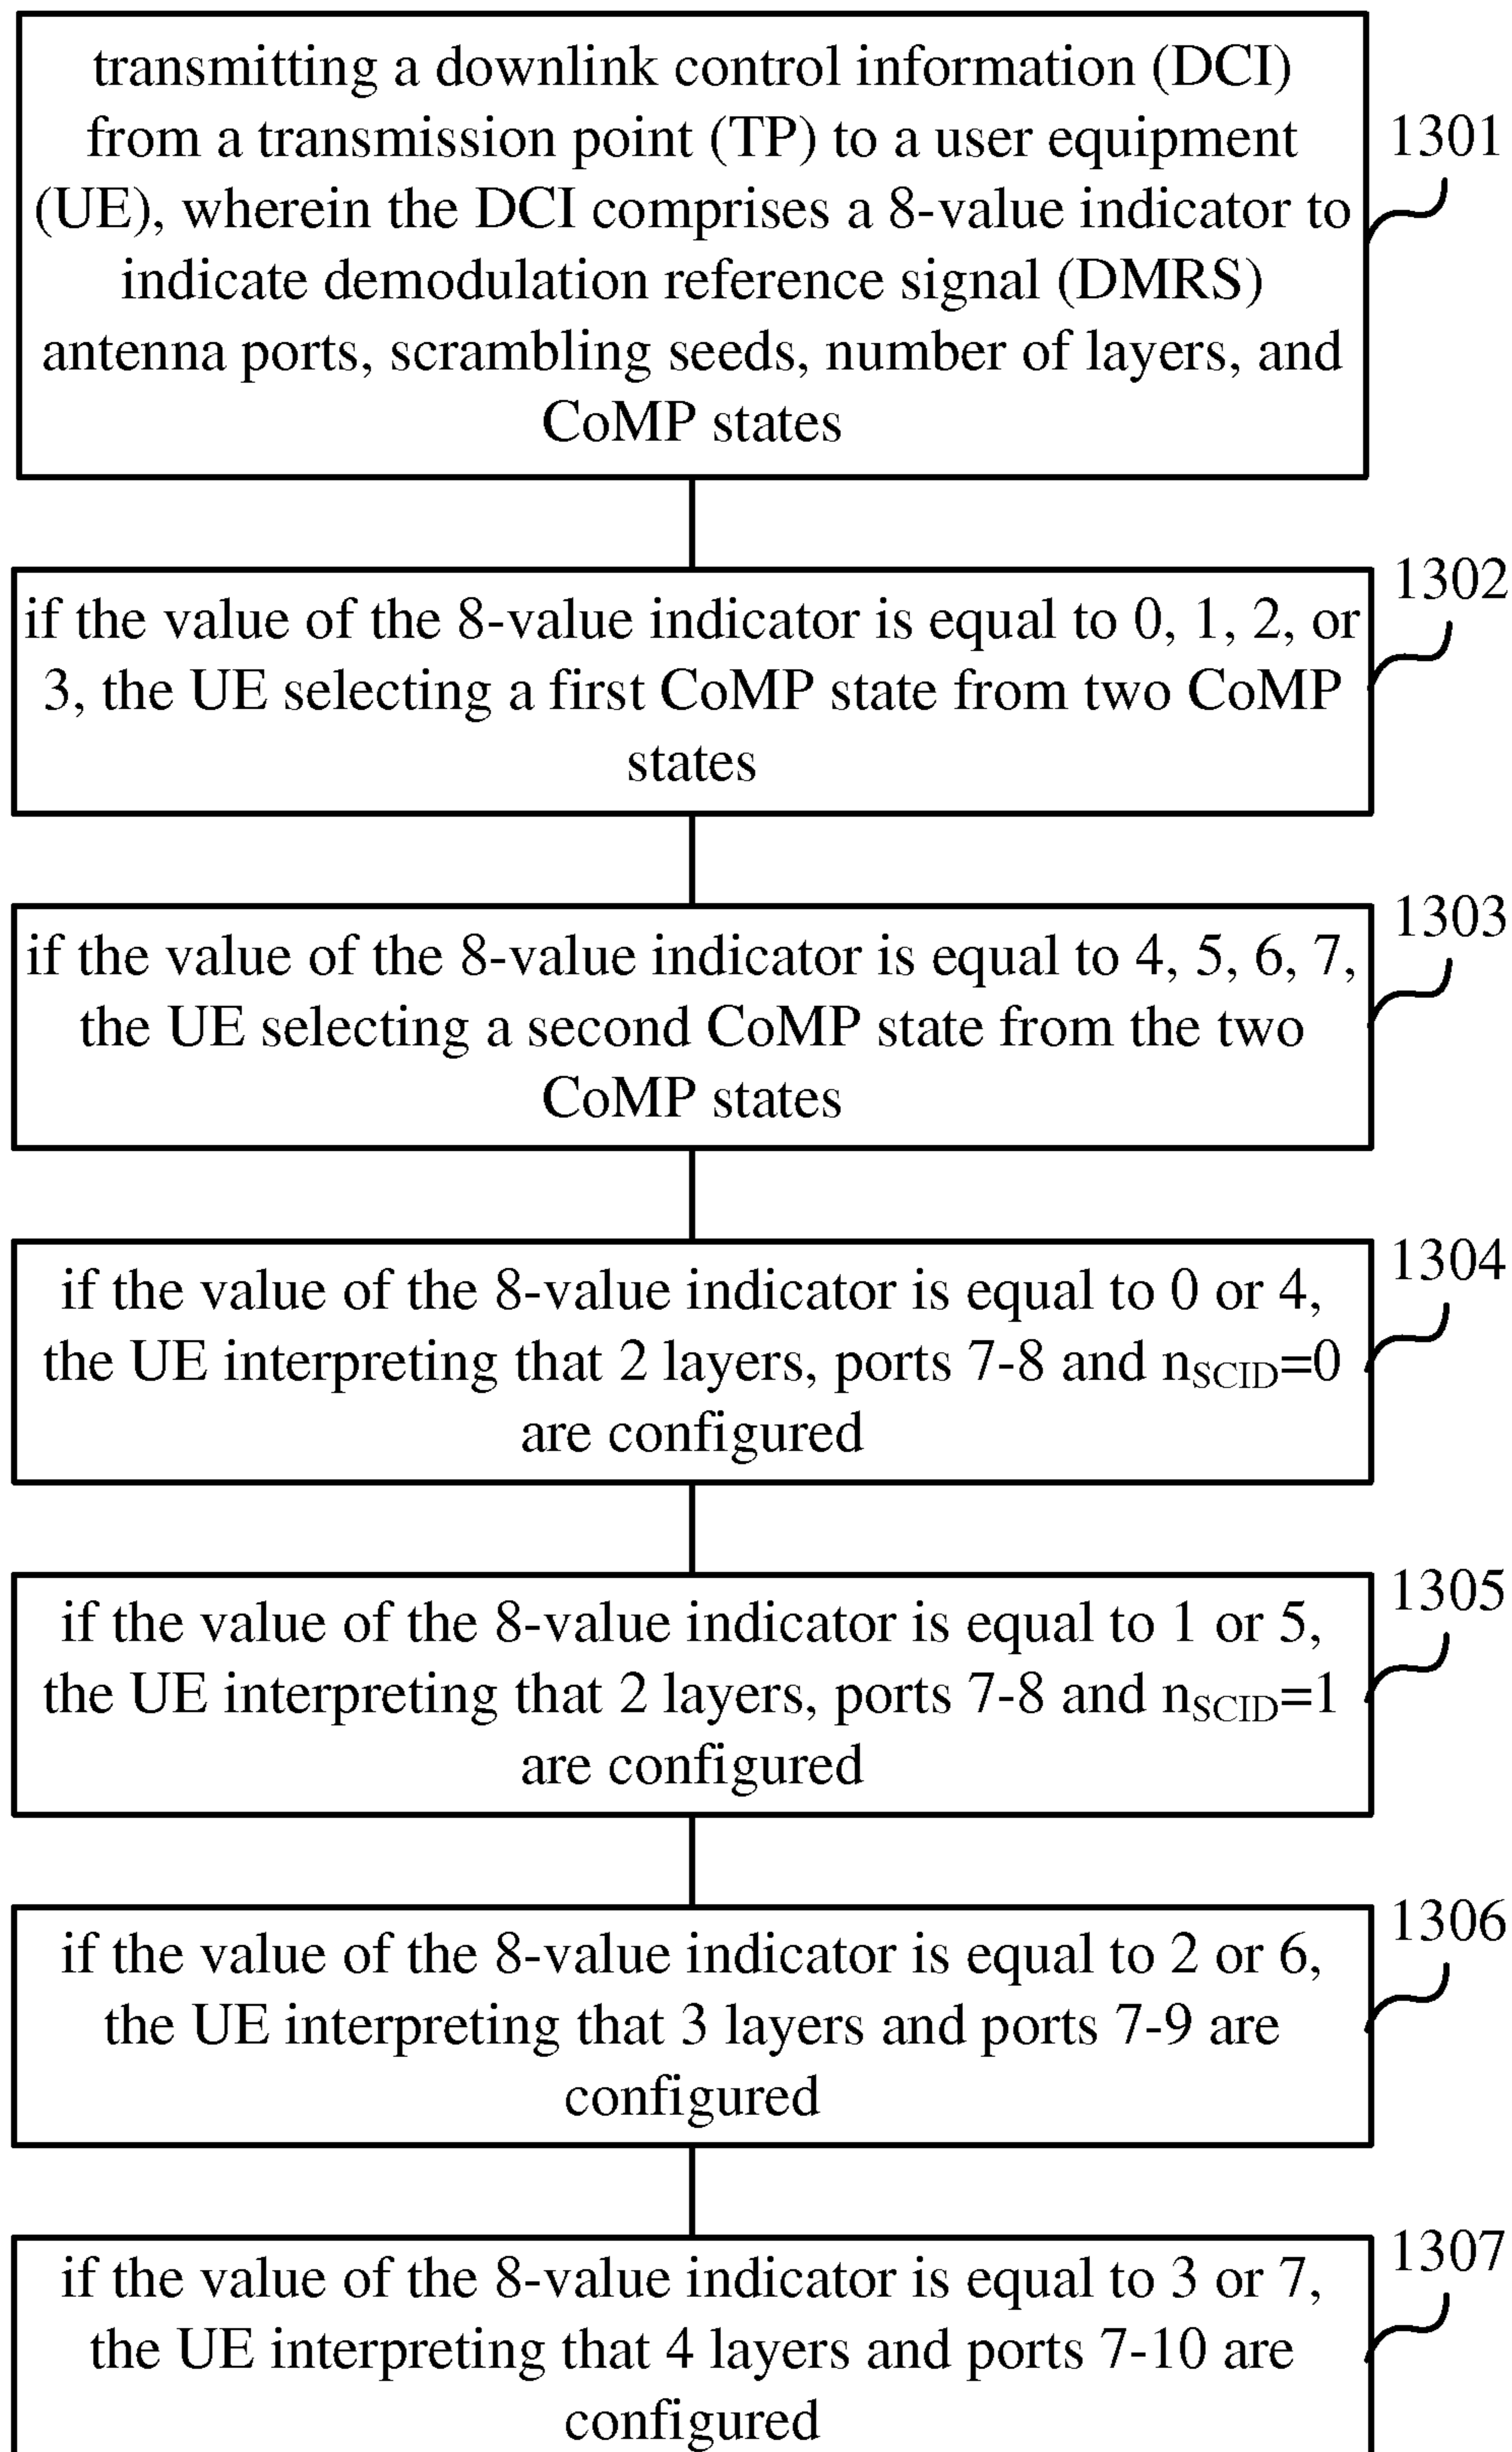 transmitting a downlink control information (DCI)
from a transmission point (TP) to a user equipment
(UE), wherein the DCI comprises a 8-value indicator to
indicate demodulation reference signal (DMRS)
antenna ports, scrambling seeds, number of layers, and
CoMP states
1301
if the value of the 8-value indicator is equal to 0, 1, 2, or
3, the UE selecting a first CoMP state from two CoMP
states
1302
if the value of the 8-value indicator is equal to 4, 5, 6, 7,
the UE selecting a second CoMP state from the two
CoMP states
1303
if the value of the 8-value indicator is equal to 0 or 4,
the UE interpreting that 2 layers, ports 7-8 and nSCID=0
are configured
1304
if the value of the 8-value indicator is equal to 1 or 5,
the UE interpreting that 2 layers, ports 7-8 and nSCID=1
are configured
1305
if the value of the 8-value indicator is equal to 2 or 6,
the UE interpreting that 3 layers and ports 7-9 are
configured
1306
if the value of the 8-value indicator is equal to 3 or 7,
the UE interpreting that 4 layers and ports 7-10 are
configured
1307